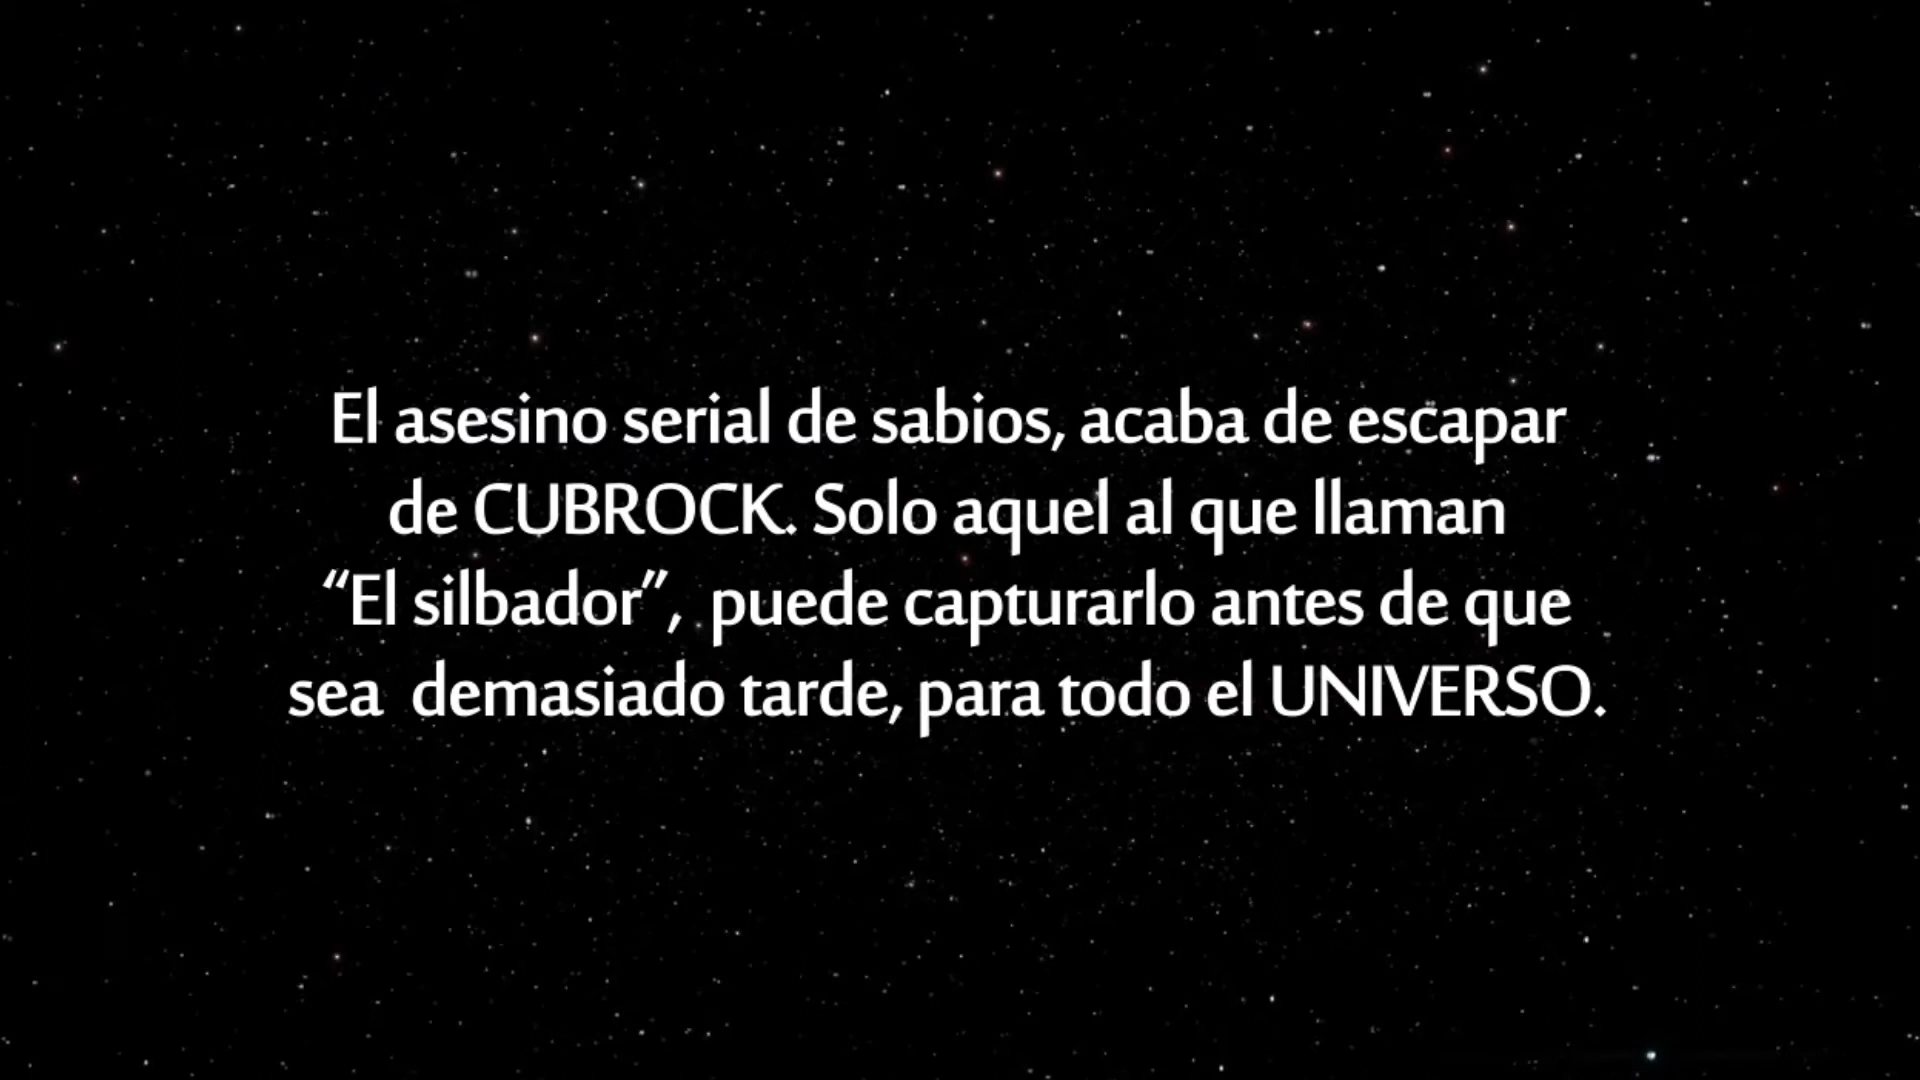 El asesino serial de sabios, acaba de escapar
de CUBROCK. Solo aquel al que llaman
“El silbador”,  puede capturarlo antes de que
sea  demasiado tarde, para todo el UNIVERSO.